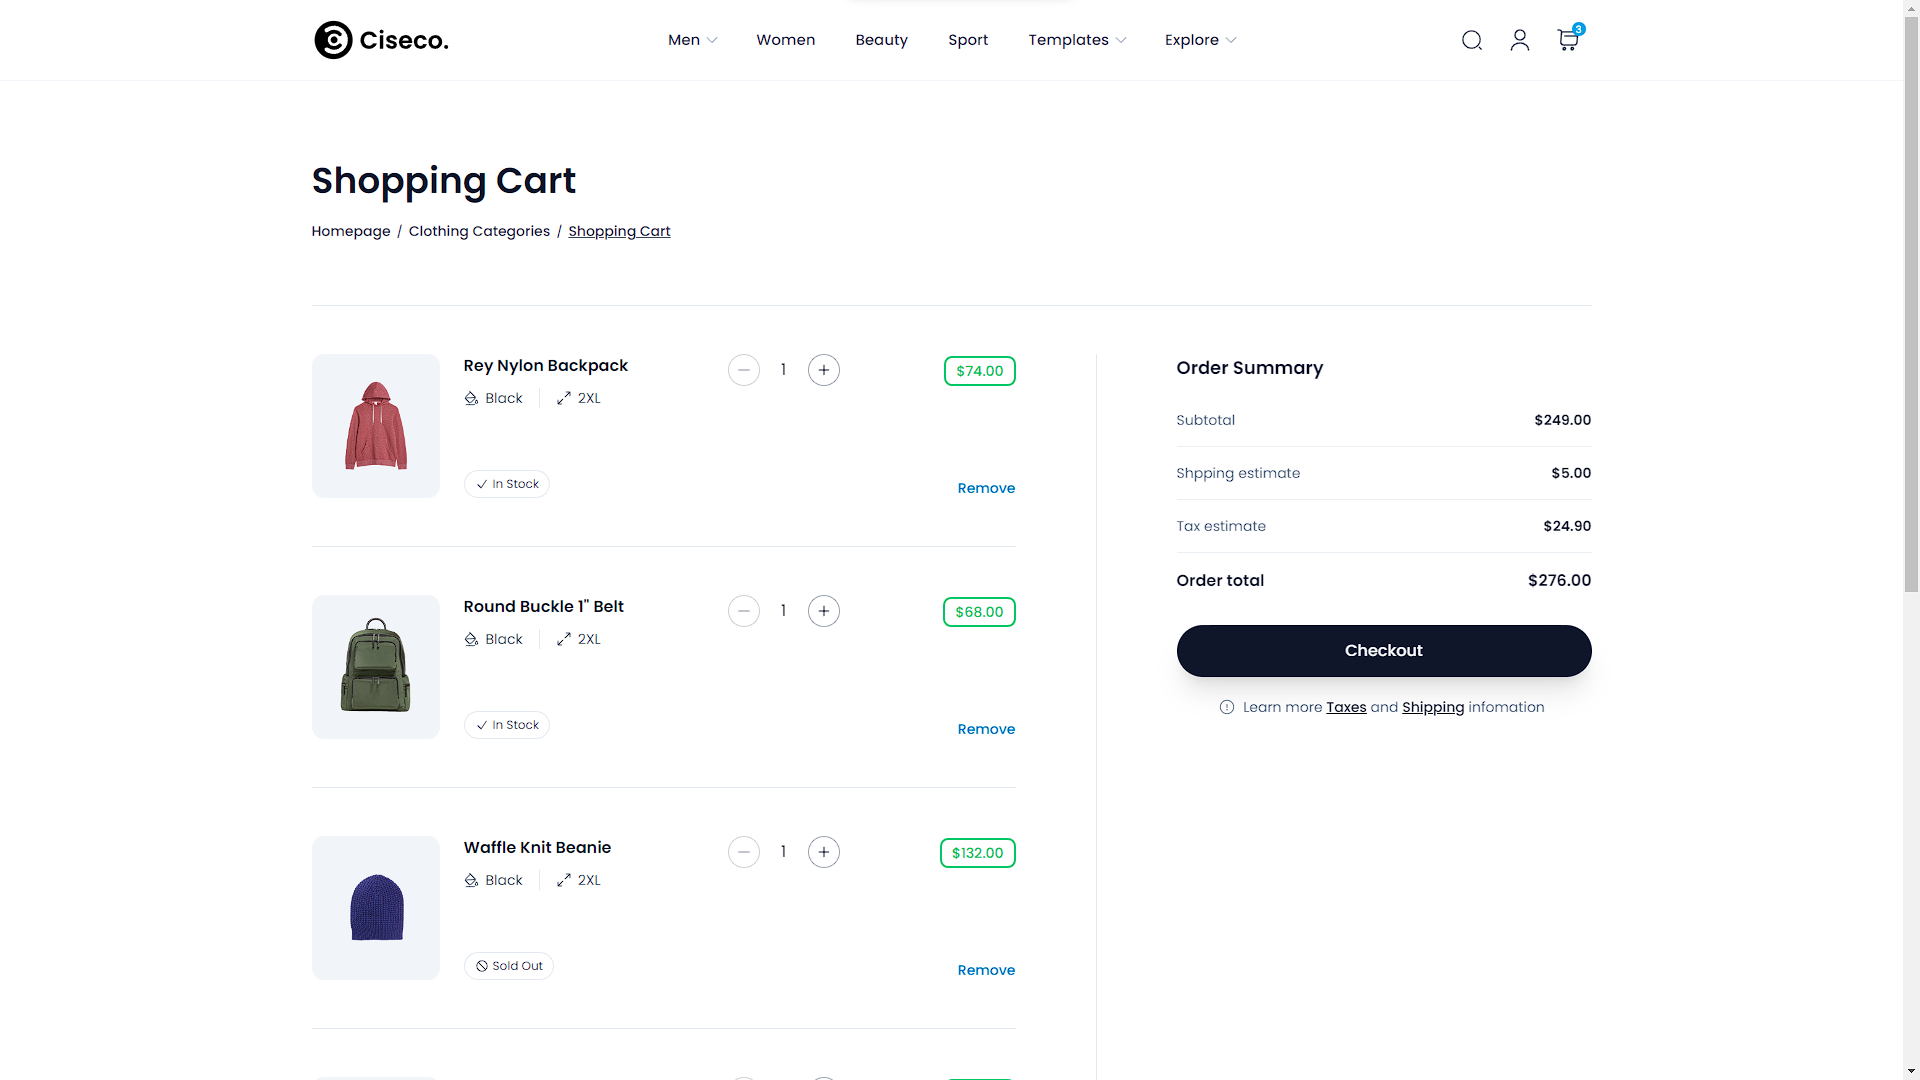 Ciseco.
Men Women Beauty Sport Templates Explore
3
Shopping Cart
Homepage / Clothing Categories / Shopping Cart
Rey Nylon Backpack
1
$74.00
Black
2XL
In Stock
Remove
Round Buckle 1" Belt
1
$68.00
Black
2XL
In Stock
Remove
Waffle Knit Beanie
1
$132.00
Black
2XL
Sold Out
Remove
Order Summary
Subtotal $249.00
Shpping estimate $5.00
Tax estimate $24.90
Order total $276.00
Checkout
Learn more Taxes and Shipping infomation